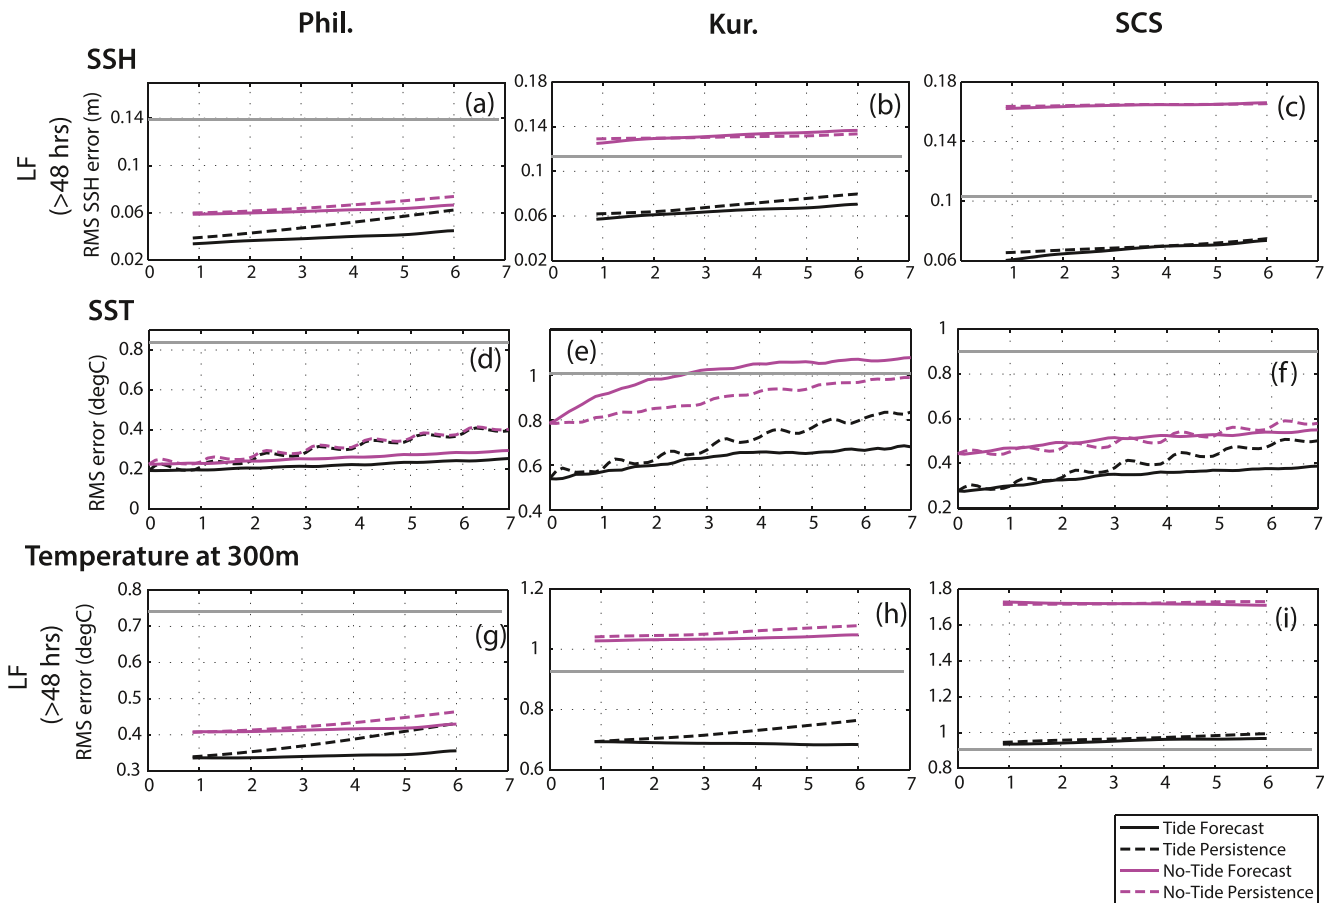 Phil. Kur. SCS
SSH
LF
(>48 hrs)
RMS SSH error (m)
0.14
0.1
0.06
0.02
0 1 2 3 4 5 6 7
(a)
0.18
0.14
0.1
0.06
0.02
0 1 2 3 4 5 6 7
(b)
0.18
0.14
0.1
0.06
1 2 3 4 5 6 7
(c)
SST
RMS error (degC)
0.8
0.6
0.4
0.2
0
0 1 2 3 4 5 6 7
(d)
1
0.8
0.6
0.4
0 1 2 3 4 5 6 7
(e)
1
0.8
0.6
0.4
0.2
0 1 2 3 4 5 6 7
(f)
Temperature at 300m
LF
(>48 hrs)
RMS error (degC)
0.8
0.7
0.6
0.5
0.4
0.3
0 1 2 3 4 5 6 7
(g)
1.2
1
0.8
0.6
0 1 2 3 4 5 6 7
(h)
1.8
1.6
1.4
1.2
1
0.8
0 1 2 3 4 5 6 7
(i)
Tide Forecast
Tide Persistence
No-Tide Forecast
No-Tide Persistence